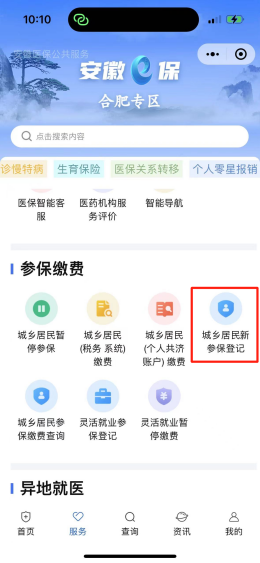 10:10
安徽医保公共服务
安徽e保
合肥专区
点击搜索内容
诊慢特病 生育保险 医保关系转移 个人零星报销
医保智能客服 医药机构服务评价 智能导航
参保缴费
城乡居民暂停参保 城乡居民(税务 系统)缴费 城乡居民(个人共济账户) 缴费 城乡居民新参保登记
城乡居民参保缴费查询 灵活就业参保登记 灵活就业暂停缴费
异地就医
首页 服务 查询 资讯 我的